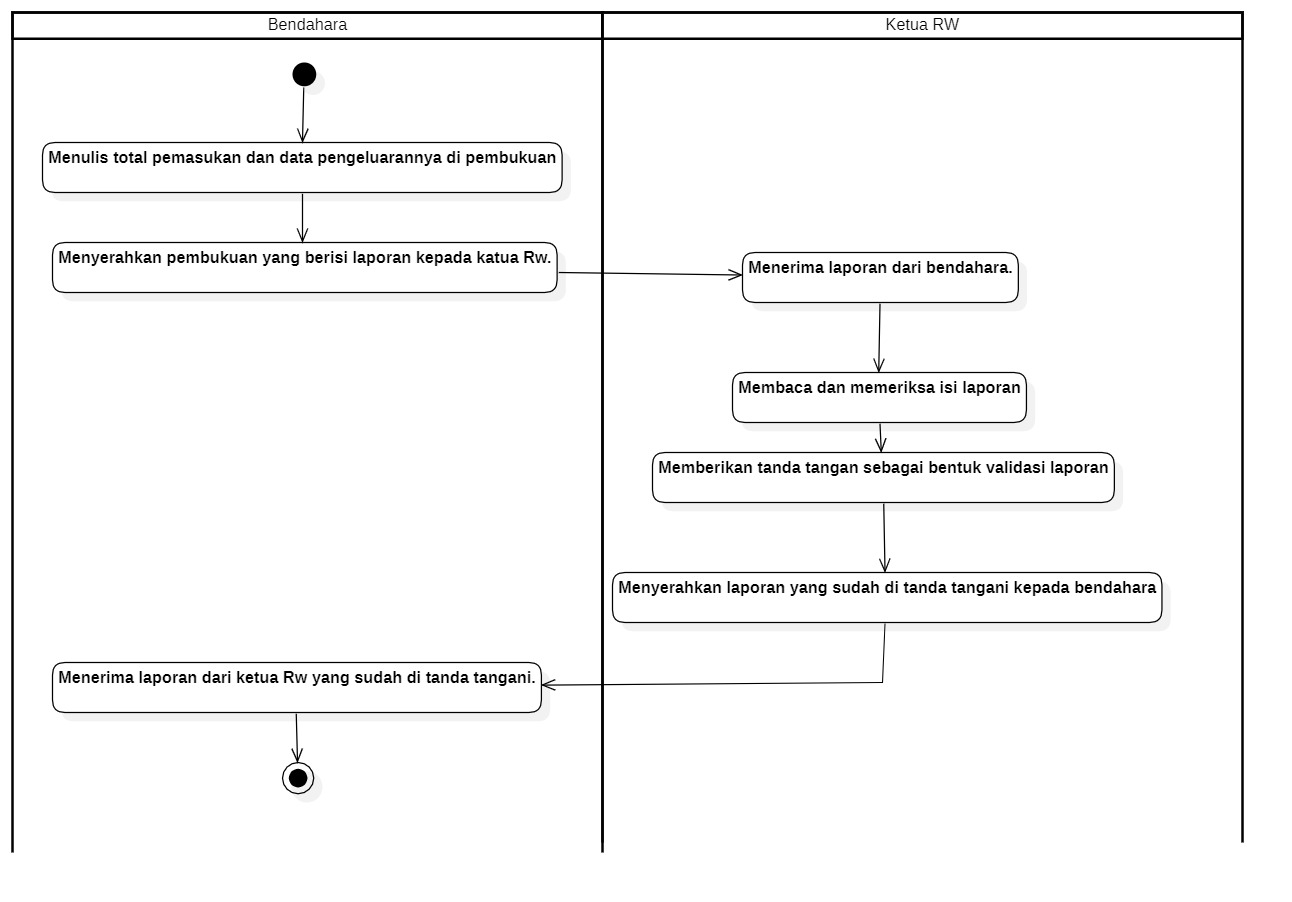 Bendahara
Ketua RW
Menulis total pemasukan dan data pengeluarannya di pembukuan
Menyerahkan pembukuan yang berisi laporan kepada katua Rw.
Menerima laporan dari bendahara.
Membaca dan memeriksa isi laporan
Memberikan tanda tangan sebagai bentuk validasi laporan
Menyerahkan laporan yang sudah di tanda tangani kepada bendahara
Menerima laporan dari ketua Rw yang sudah di tanda tangani.